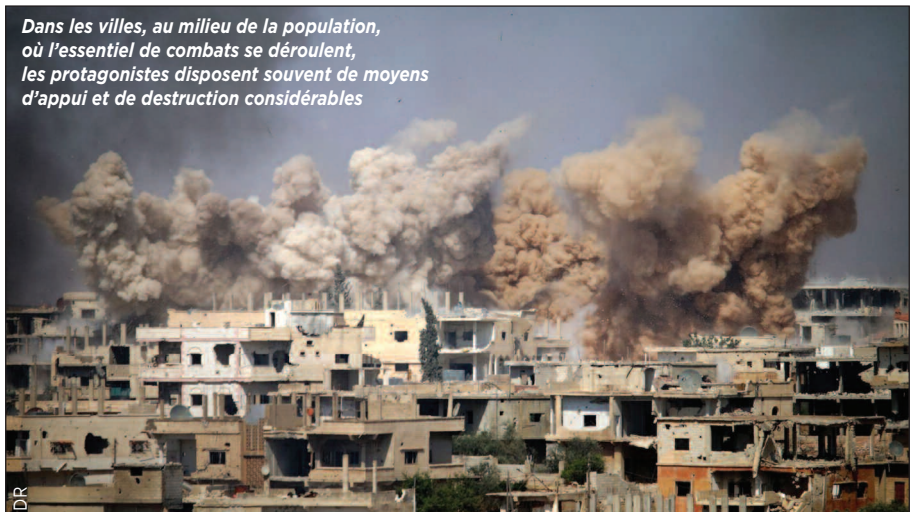 Dans les villes, au milieu de la population,
où l’essentiel de combats se déroulent,
les protagonistes disposent souvent de moyens
d’appui et de destruction considérables
DR